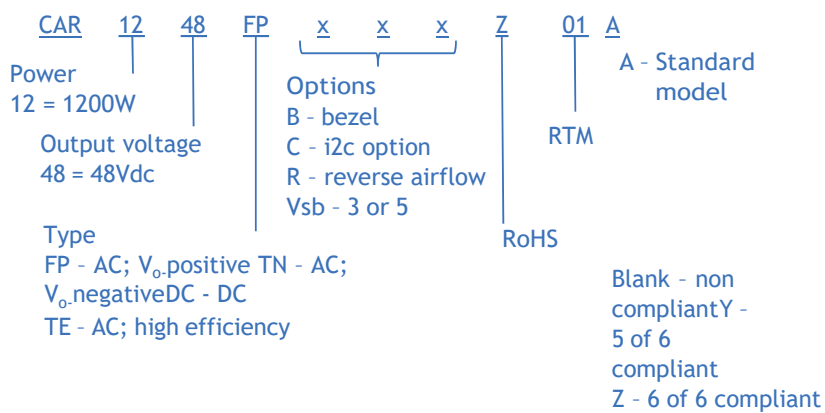 CAR 12 48 FP x x x Z 01 A
A – Standard
model
Power
12 = 1200W
Options
B – bezel
C – i2c option
R – reverse airflow
Vsb – 3 or 5
RTM
Output voltage
48 = 48Vdc
Type
FP – AC; Vo-positive TN – AC;
Vo-negativeDC - DC
TE – AC; high efficiency
RoHS
Blank – non
compliantY –
5 of 6
compliant
Z – 6 of 6 compliant